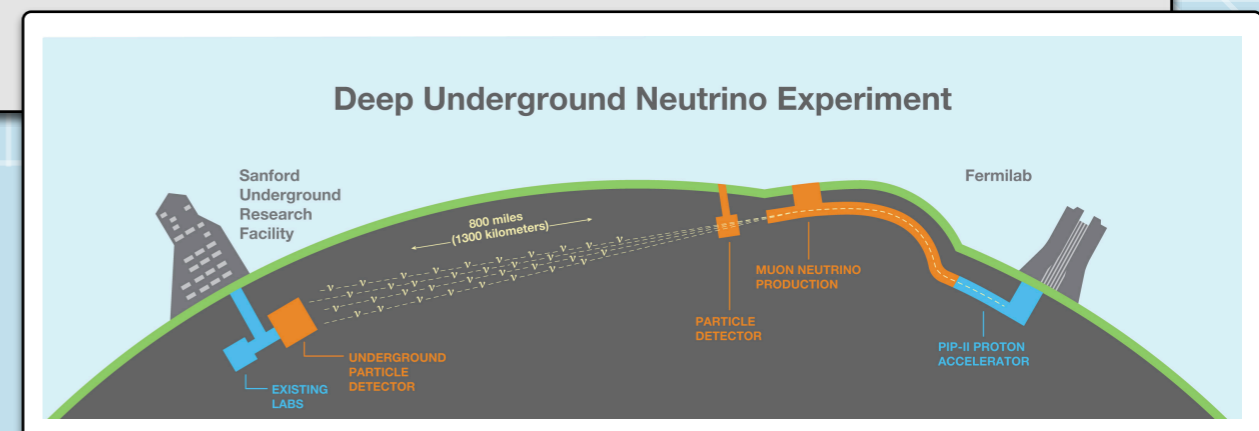 Deep Underground Neutrino Experiment
Sanford
Underground
Research
Facility
Fermilab
800 miles
(1300 kilometers)
ν ν ν ν ν ν ν
ν ν ν ν ν ν ν
ν ν ν ν ν ν ν
ν ν ν ν ν ν
MUON NEUTRINO
PRODUCTION
PARTICLE
DETECTOR
PIP-II PROTON
ACCELERATOR
UNDERGROUND
PARTICLE
DETECTOR
EXISTING
LABS